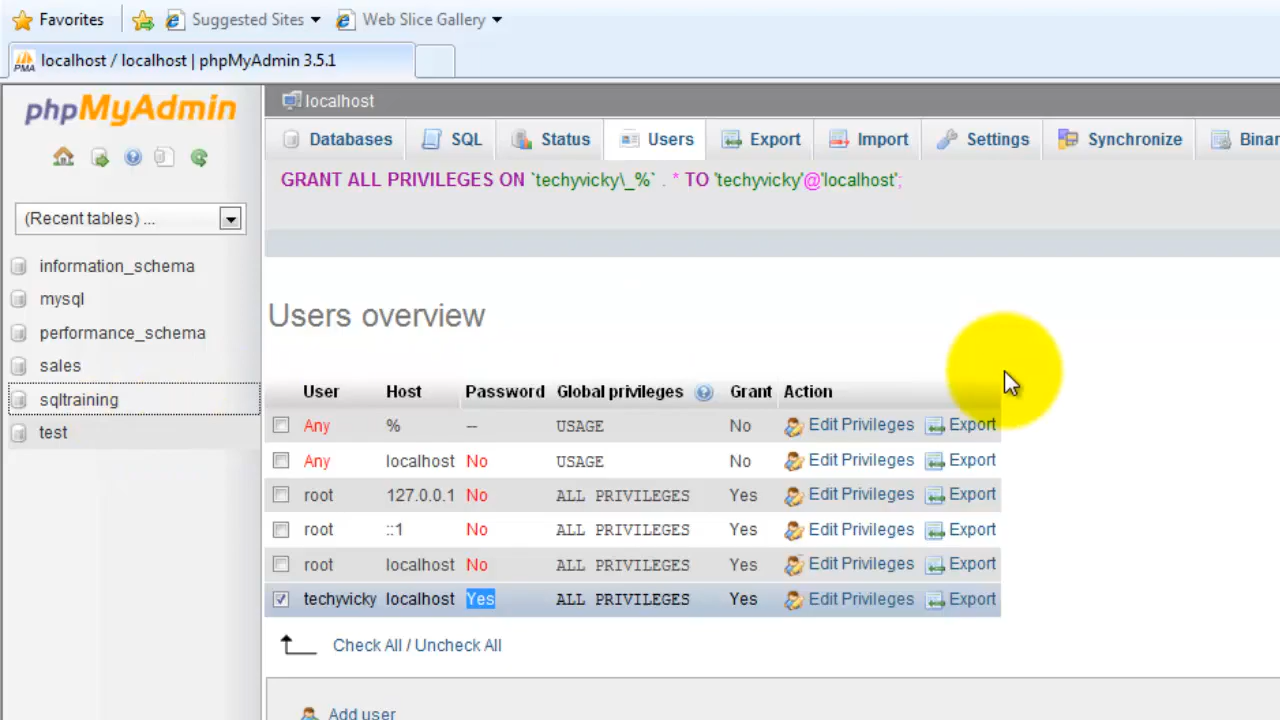 Favorites Suggested Sites Web Slice Gallery
PMA localhost / localhost | phpMyAdmin 3.5.1
phpMyAdmin
(Recent tables) ...
information_schema
mysql
performance_schema
sales
sqltraining
test
localhost
Databases SQL Status Users Export Import Settings Synchronize Binar
GRANT ALL PRIVILEGES ON `techyvicky\_%` . * TO 'techyvicky'@'localhost';
Users overview
User Host Password Global privileges Grant Action
Any % -- USAGE No Edit Privileges Export
Any localhost No USAGE No Edit Privileges Export
root 127.0.0.1 No ALL PRIVILEGES Yes Edit Privileges Export
root ::1 No ALL PRIVILEGES Yes Edit Privileges Export
root localhost No ALL PRIVILEGES Yes Edit Privileges Export
techyvicky localhost Yes ALL PRIVILEGES Yes Edit Privileges Export
Check All / Uncheck All
Add user